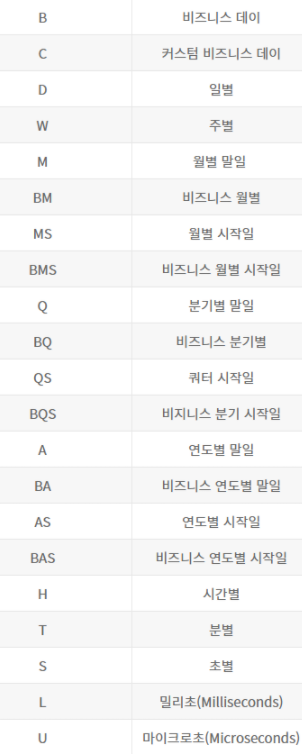 B 비즈니스 데이
C 커스텀 비즈니스 데이
D 일별
W 주별
M 월별 말일
BM 비즈니스 월별
MS 월별 시작일
BMS 비즈니스 월별 시작일
Q 분기별 말일
BQ 비즈니스 분기별
QS 쿼터 시작일
BQS 비지니스 분기 시작일
A 연도별 말일
BA 비즈니스 연도별 말일
AS 연도별 시작일
BAS 비즈니스 연도별 시작일
H 시간별
T 분별
S 초별
L 밀리초(Milliseconds)
U 마이크로초(Microseconds)